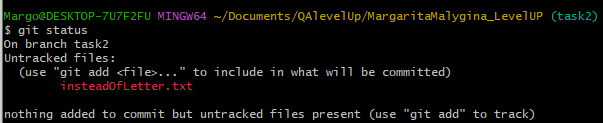 Margo@DESKTOP-7U7F2FU MINGW64 ~/Documents/QAlevelUp/MargaritaMalygina_LevelUP (task2)
$ git status
On branch task2
Untracked files:
  (use "git add <file>..." to include in what will be committed)
        insteadOfLetter.txt

nothing added to commit but untracked files present (use "git add" to track)